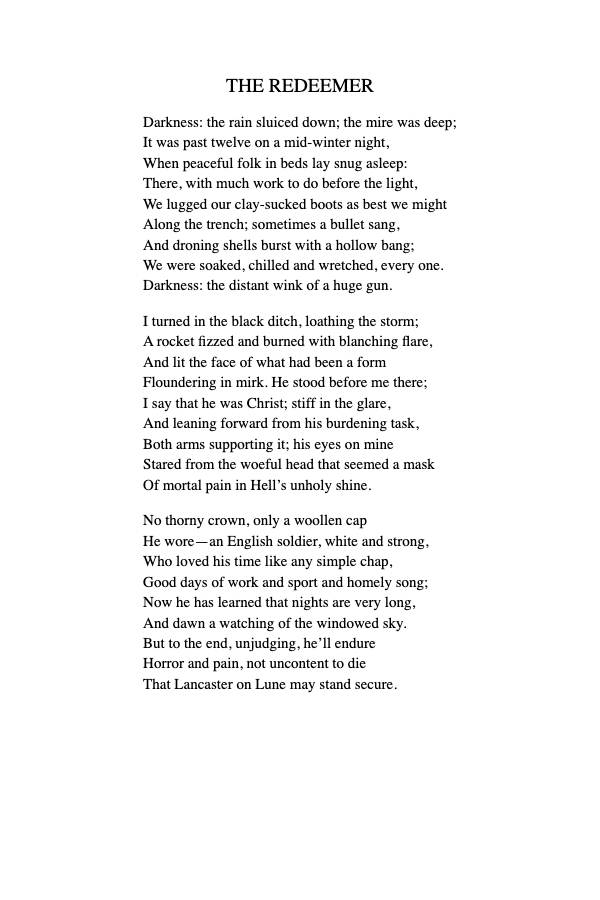 THE REDEEMER
Darkness: the rain sluiced down; the mire was deep;
It was past twelve on a mid-winter night,
When peaceful folk in beds lay snug asleep:
There, with much work to do before the light,
We lugged our clay-sucked boots as best we might
Along the trench; sometimes a bullet sang,
And droning shells burst with a hollow bang;
We were soaked, chilled and wretched, every one.
Darkness: the distant wink of a huge gun.
I turned in the black ditch, loathing the storm;
A rocket fizzed and burned with blanching flare,
And lit the face of what had been a form
Floundering in mirk. He stood before me there;
I say that he was Christ; stiff in the glare,
And leaning forward from his burdening task,
Both arms supporting it; his eyes on mine
Stared from the woeful head that seemed a mask
Of mortal pain in Hell’s unholy shine.
No thorny crown, only a woollen cap
He wore—an English soldier, white and strong,
Who loved his time like any simple chap,
Good days of work and sport and homely song;
Now he has learned that nights are very long,
And dawn a watching of the windowed sky.
But to the end, unjudging, he’ll endure
Horror and pain, not uncontent to die
That Lancaster on Lune may stand secure.